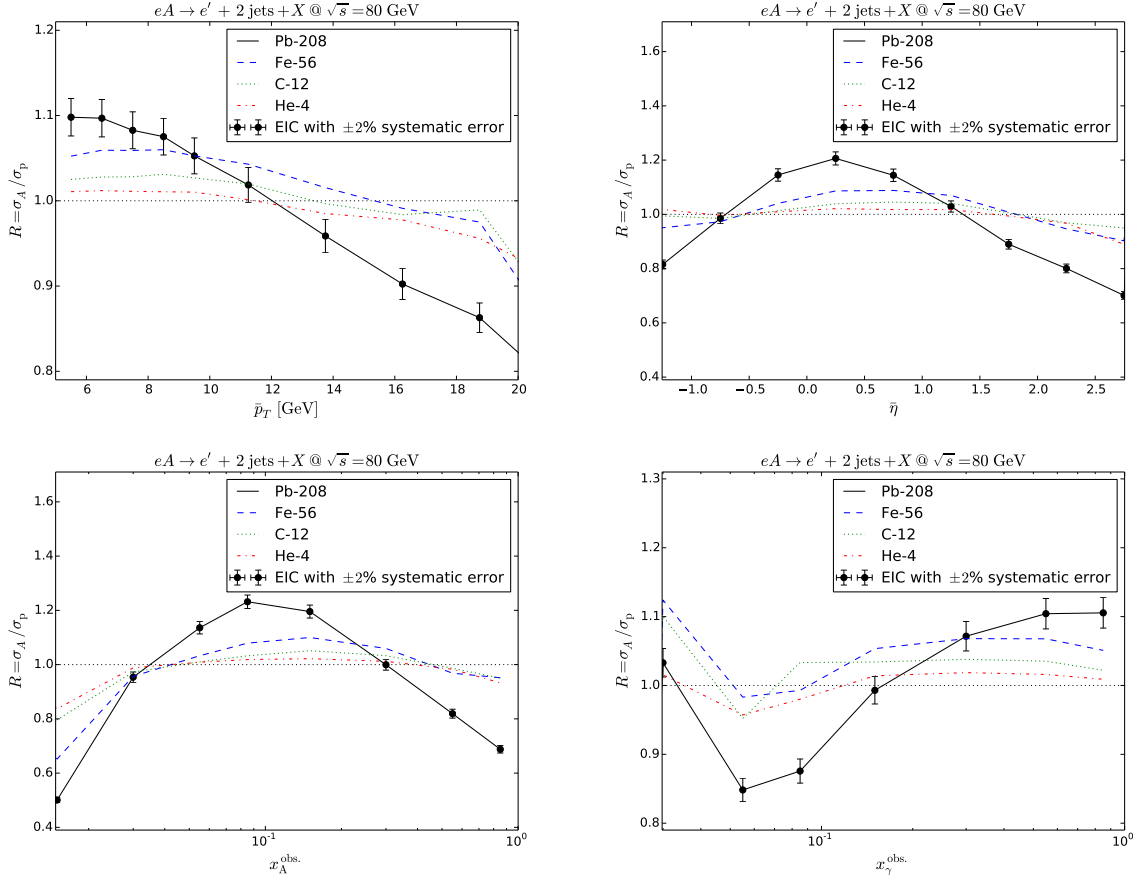 eA → e′ + 2 jets + X @ √s = 80 GeV
1.2
1.1
1.0
0.9
0.8
R = σ_A / σ_p
Pb-208
Fe-56
C-12
He-4
EIC with ±2% systematic error
6 8 10 12 14 16 18 20
p̄_T [GeV]
eA → e′ + 2 jets + X @ √s = 80 GeV
1.6
1.4
1.2
1.0
0.8
0.6
0.4
R = σ_A / σ_p
Pb-208
Fe-56
C-12
He-4
EIC with ±2% systematic error
−1.0 −0.5 0.0 0.5 1.0 1.5 2.0 2.5
η̄
eA → e′ + 2 jets + X @ √s = 80 GeV
1.6
1.4
1.2
1.0
0.8
0.6
0.4
R = σ_A / σ_p
Pb-208
Fe-56
C-12
He-4
EIC with ±2% systematic error
10⁻¹ 10⁰
x_A^obs.
eA → e′ + 2 jets + X @ √s = 80 GeV
1.3
1.2
1.1
1.0
0.9
0.8
R = σ_A / σ_p
Pb-208
Fe-56
C-12
He-4
EIC with ±2% systematic error
10⁻¹ 10⁰
x_γ^obs.